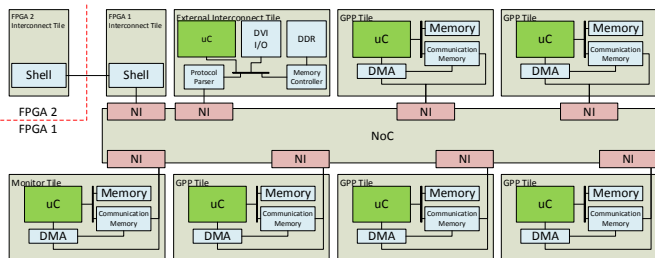 FPGA 2
Interconnect Tile
Shell
FPGA 1
Interconnect Tile
Shell
External Interconnect Tile
uC
DVI
I/O
DDR
Protocol
Parser
Memory
Controller
GPP Tile
uC
Memory
Communication
Memory
DMA
GPP Tile
uC
Memory
Communication
Memory
DMA
FPGA 2
FPGA 1
NI
NI
NI
NI
NoC
NI
NI
NI
NI
Monitor Tile
uC
Memory
Communication
Memory
DMA
GPP Tile
uC
Memory
Communication
Memory
DMA
GPP Tile
uC
Memory
Communication
Memory
DMA
GPP Tile
uC
Memory
Communication
Memory
DMA